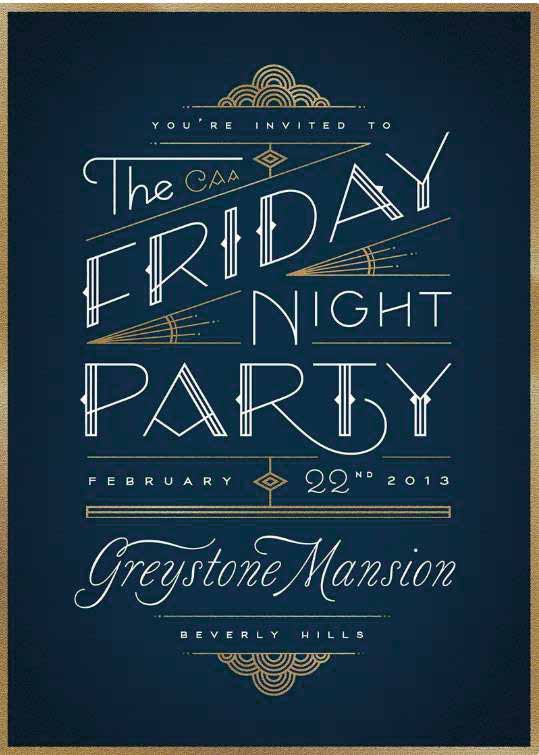 YOU'RE INVITED TO
The CAA
FRIDAY
NIGHT
PARTY
FEBRUARY 22ND 2013
Greystone Mansion
BEVERLY HILLS